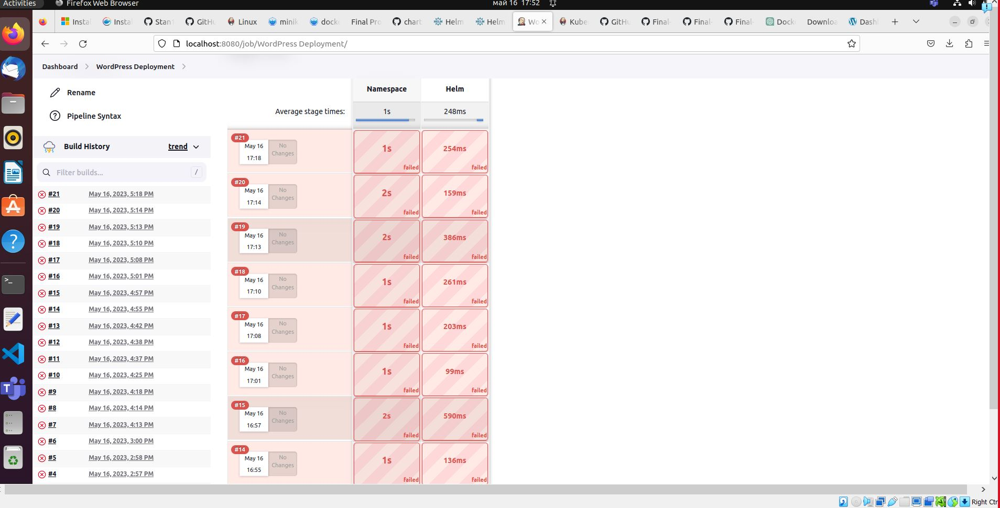 Activities Firefox Web Browser май 16 17:52
Insta Insta Stan1 GitHu Linux minik docke Final Pro chart Helm Helm Wo Kube GitHu Final- Final- Final- Dock Downloa Dash
localhost:8080/job/WordPress Deployment/
Dashboard WordPress Deployment
Rename
Pipeline Syntax
Build History trend
Filter builds... /
#21 May 16, 2023, 5:18 PM
#20 May 16, 2023, 5:14 PM
#19 May 16, 2023, 5:13 PM
#18 May 16, 2023, 5:10 PM
#17 May 16, 2023, 5:08 PM
#16 May 16, 2023, 5:01 PM
#15 May 16, 2023, 4:57 PM
#14 May 16, 2023, 4:55 PM
#13 May 16, 2023, 4:42 PM
#12 May 16, 2023, 4:38 PM
#11 May 16, 2023, 4:37 PM
#10 May 16, 2023, 4:25 PM
#9 May 16, 2023, 4:18 PM
#8 May 16, 2023, 4:14 PM
#7 May 16, 2023, 4:13 PM
#6 May 16, 2023, 3:00 PM
#5 May 16, 2023, 2:58 PM
#4 May 16, 2023, 2:57 PM
Namespace Helm
Average stage times: 1s 248ms
#21
May 16 No
17:18 Changes
1s 254ms
failed failed
#20
May 16 No
17:14 Changes
2s 159ms
failed failed
#19
May 16 No
17:13 Changes
2s 386ms
failed failed
#18
May 16 No
17:10 Changes
1s 261ms
failed failed
#17
May 16 No
17:08 Changes
1s 203ms
failed failed
#16
May 16 No
17:01 Changes
1s 99ms
failed failed
#15
May 16 No
16:57 Changes
2s 590ms
failed failed
#14
May 16 No
16:55 Changes
1s 136ms
failed failed
Right Ctr